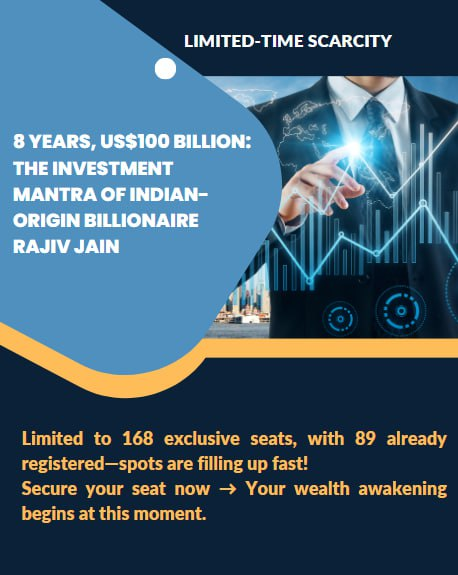 LIMITED-TIME SCARCITY
8 YEARS, US$100 BILLION:
THE INVESTMENT
MANTRA OF INDIAN-
ORIGIN BILLIONAIRE
RAJIV JAIN
Limited to 168 exclusive seats, with 89 already
registered—spots are filling up fast!
Secure your seat now → Your wealth awakening
begins at this moment.